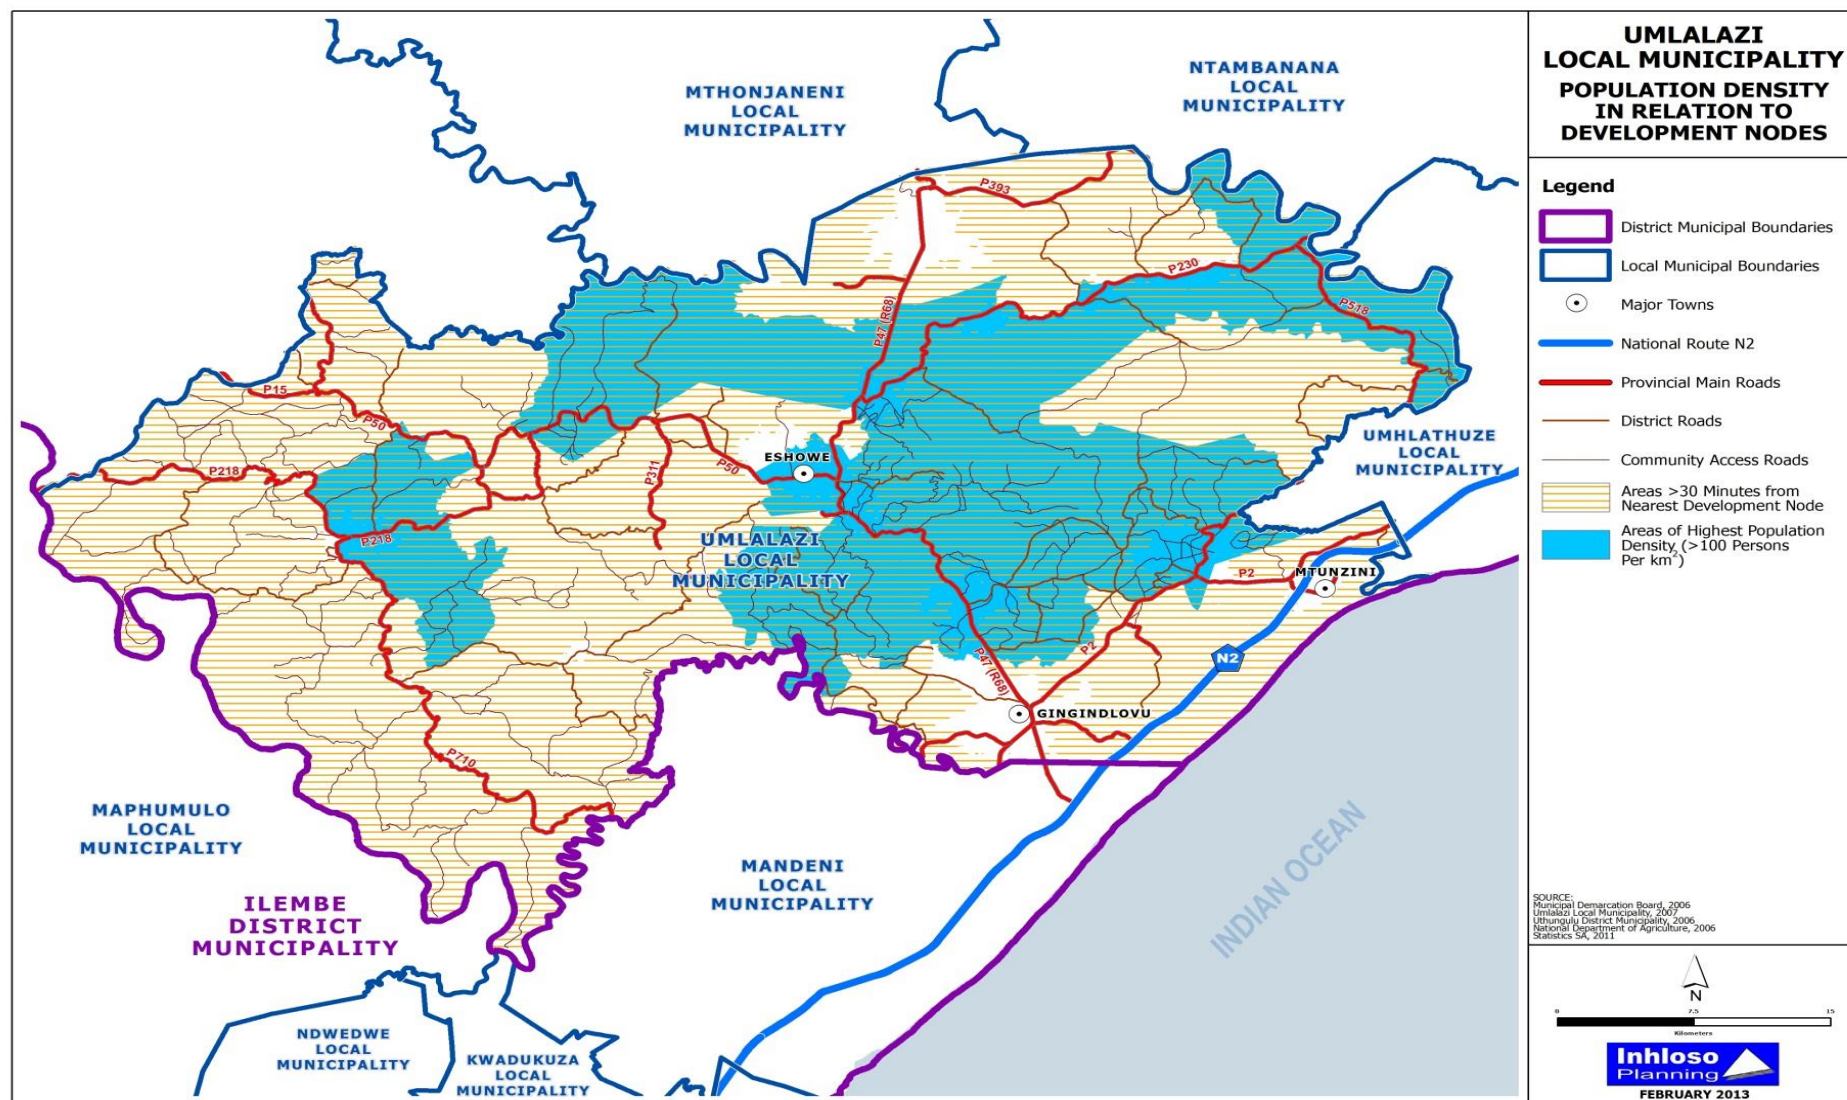 UMLALAZI
LOCAL MUNICIPALITY
POPULATION DENSITY
IN RELATION TO
DEVELOPMENT NODES
Legend
District Municipal Boundaries
Local Municipal Boundaries
Major Towns
National Route N2
Provincial Main Roads
District Roads
Community Access Roads
Areas >30 Minutes from
Nearest Development Node
Areas of Highest Population
Density (>100 Persons
Per km²)
SOURCE:
Municipal Demarcation Board, 2006
Umlalazi Local Municipality, 2007
Uthungulu District Municipality, 2006
National Department of Agriculture, 2006
Statistics SA, 2011
N
0 7.5 15
Kilometers
Inhloso
Planning
FEBRUARY 2013
MTHONJANENI
LOCAL
MUNICIPALITY
NTAMBANANA
LOCAL
MUNICIPALITY
P393
P230
P518
P47 (R68)
P15
P50
P218
P311
P50
ESHOWE
UMHLATHUZE
LOCAL
MUNICIPALITY
P218
UMLALAZI
LOCAL
MUNICIPALITY
P2
MTUNZINI
P2
N2
P47 (R68)
GINGINDLOVU
P710
MAPHUMULO
LOCAL
MUNICIPALITY
MANDENI
LOCAL
MUNICIPALITY
INDIAN OCEAN
ILEMBE
DISTRICT
MUNICIPALITY
NDWEDWE
LOCAL
MUNICIPALITY
KWADUKUZA
LOCAL
MUNICIPALITY